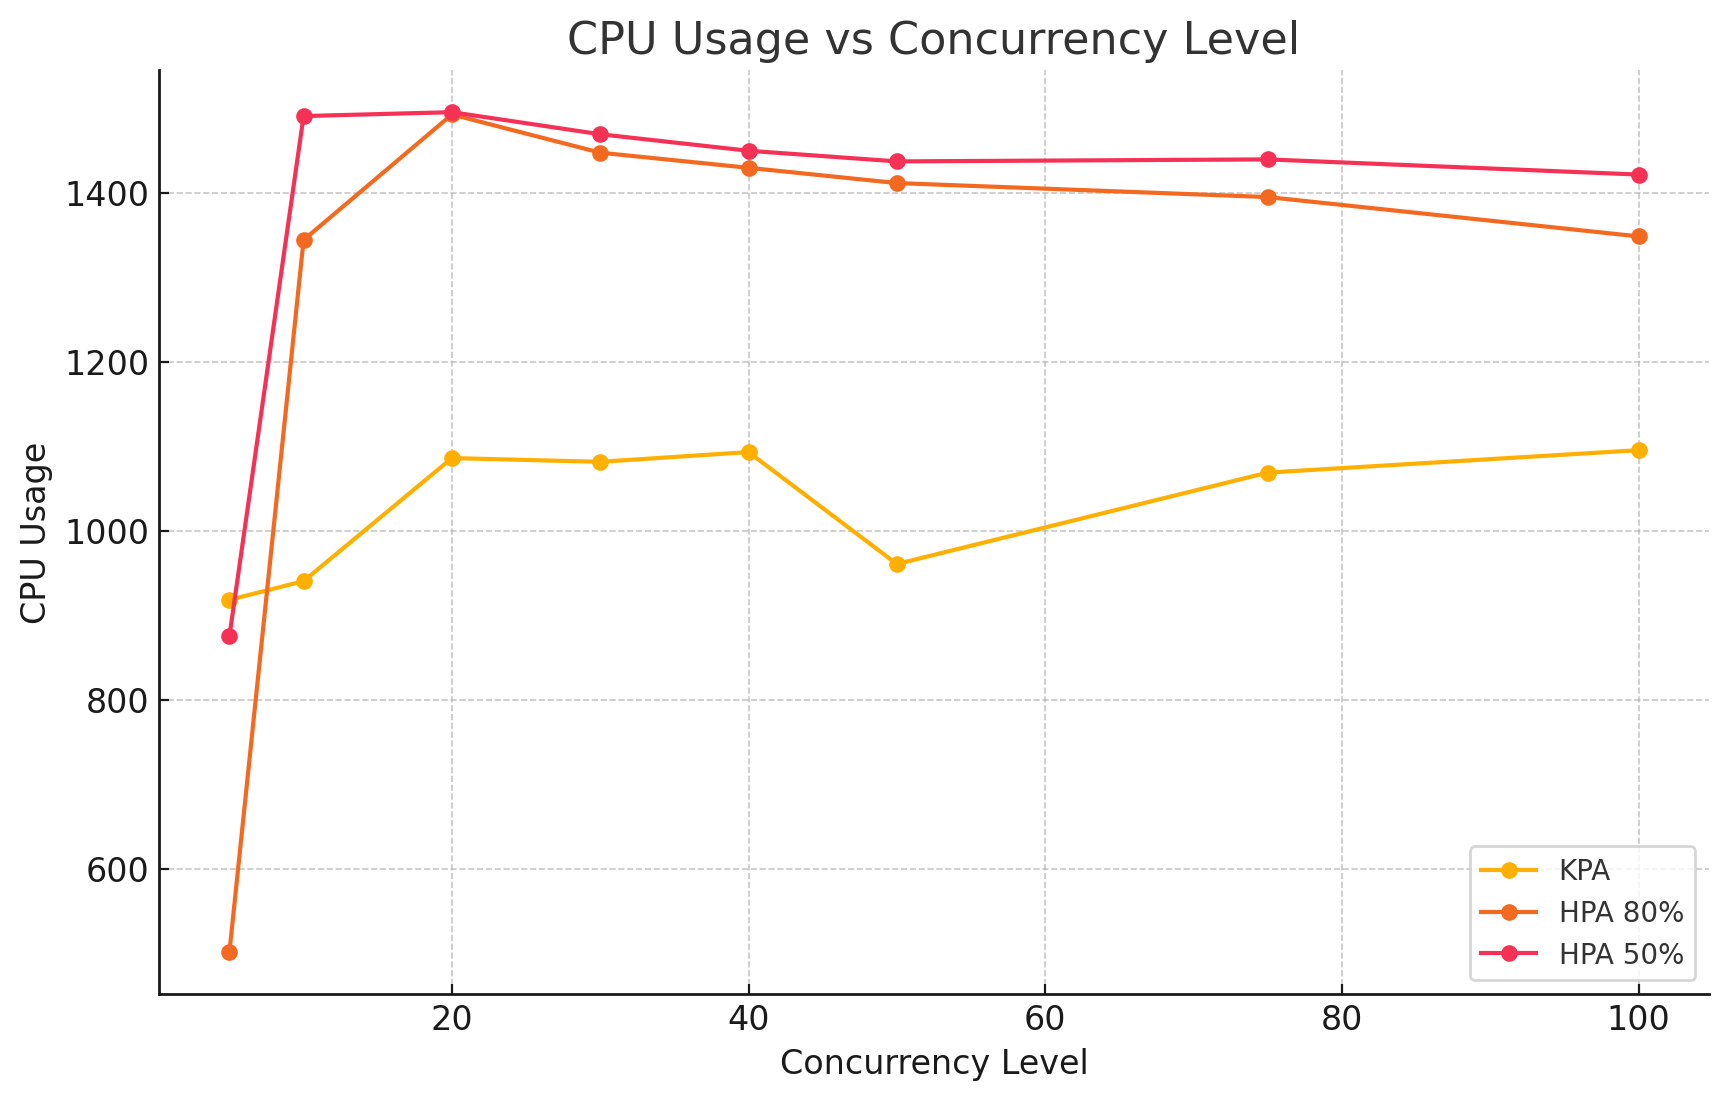 CPU Usage vs Concurrency Level
CPU Usage
1400
1200
1000
800
600
20 40 60 80 100
Concurrency Level
KPA
HPA 80%
HPA 50%